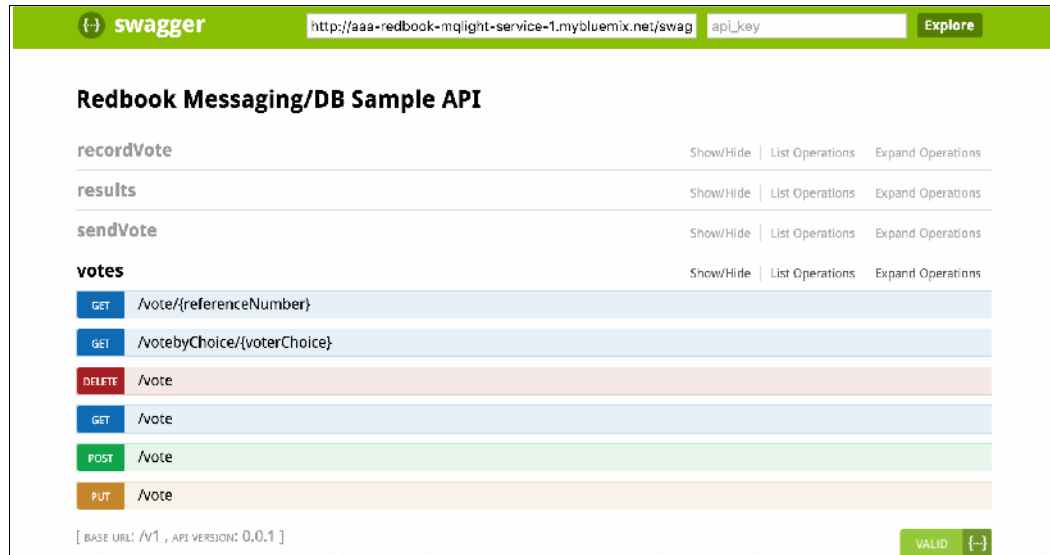 {··} swagger http://aaa-redbook-mqlight-service-1.mybluemix.net/swag api_key Explore
Redbook Messaging/DB Sample API
recordVote Show/Hide | List Operations Expand Operations
results Show/Hide | List Operations Expand Operations
sendVote Show/Hide | List Operations Expand Operations
votes Show/Hide | List Operations Expand Operations
GET /vote/{referenceNumber}
GET /votebyChoice/{voterChoice}
DELETE /vote
GET /vote
POST /vote
PUT /vote
[ BASE URL: /v1 , API VERSION: 0.0.1 ]
VALID {···}